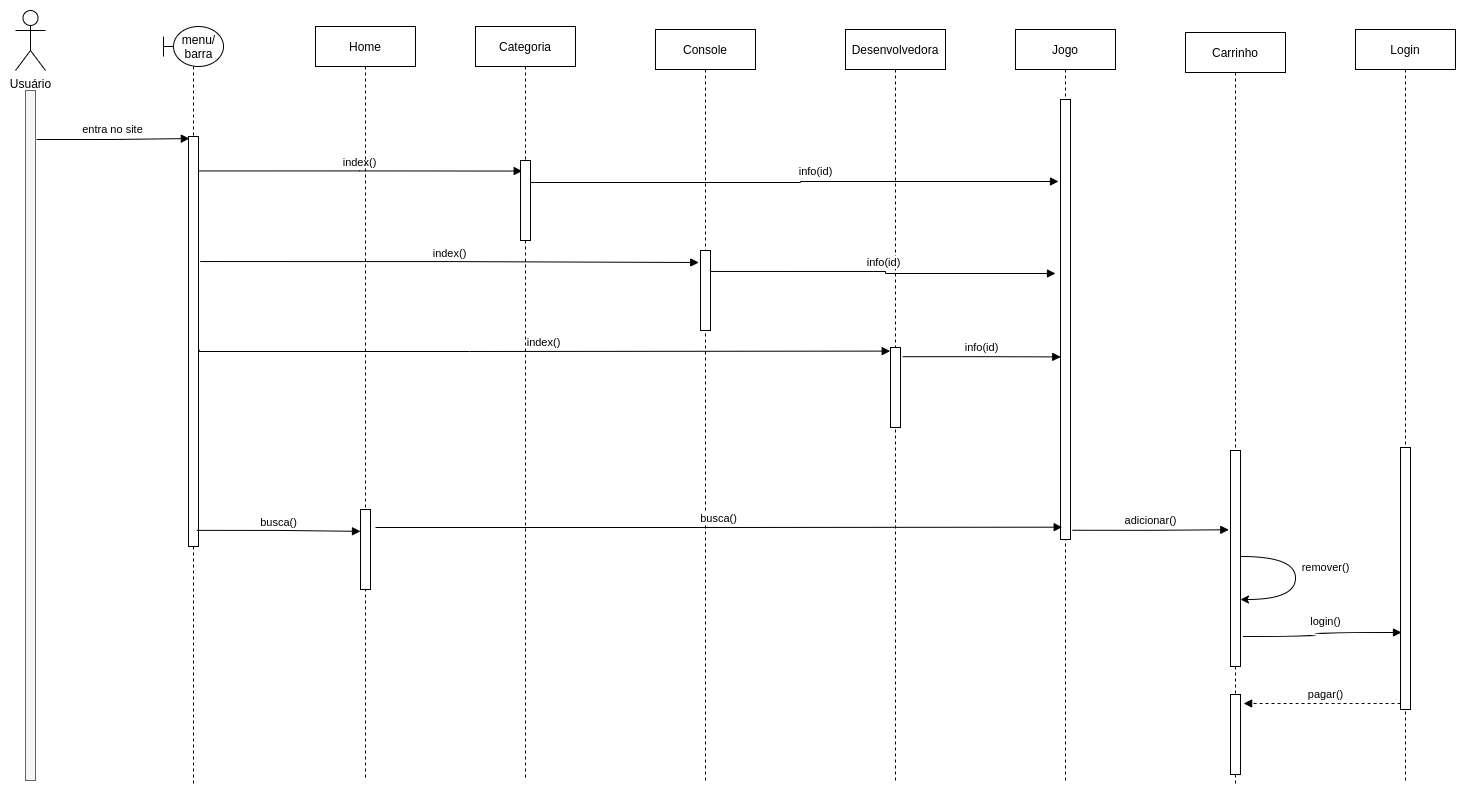 Usuário
menu/
barra
Home
Categoria
Console
Desenvolvedora
Jogo
Carrinho
Login
entra no site
index()
info(id)
index()
info(id)
index()
info(id)
busca()
busca()
adicionar()
remover()
login()
pagar()